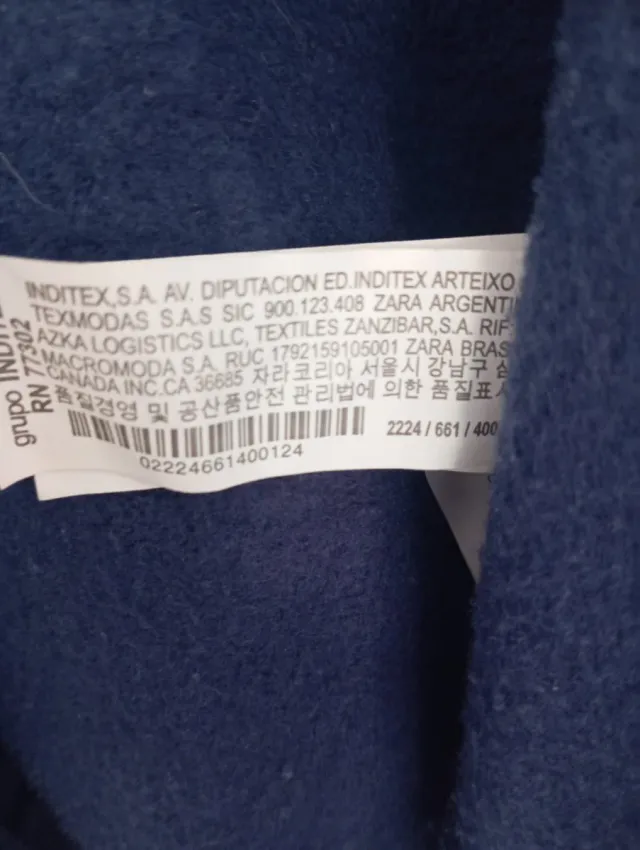 INDITEX,S.A. AV. DIPUTACION ED.INDITEX ARTEIXO
TEXMODAS S.A.S SIC 900.123.408 ZARA ARGENTI
AZKA LOGISTICS LLC, TEXTILES ZANZIBAR,S.A. RIF:
MACROMODA S.A. RUC 1792159105001 ZARA BRAS
CANADA INC.CA 36685 자라코리아 서울시 강남구 삼
품질경영 및 공산품안전 관리법에 의한 품질표시
02224661400124
2224 / 661 / 400
grupo INDITE
RN 77302